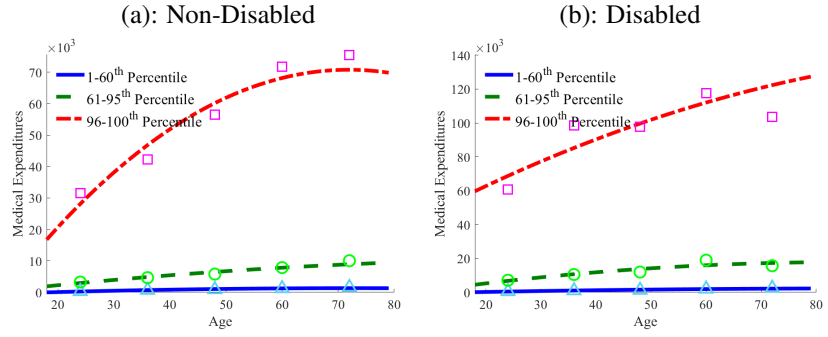 (a): Non-Disabled
×10³
70
60
50
40
30
20
10
0
20 30 40 50 60 70 80
Age
Medical Expenditures
1-60th Percentile
61-95th Percentile
96-100th Percentile
(b): Disabled
×10³
140
120
100
80
60
40
20
0
20 30 40 50 60 70 80
Age
Medical Expenditures
1-60th Percentile
61-95th Percentile
96-100th Percentile